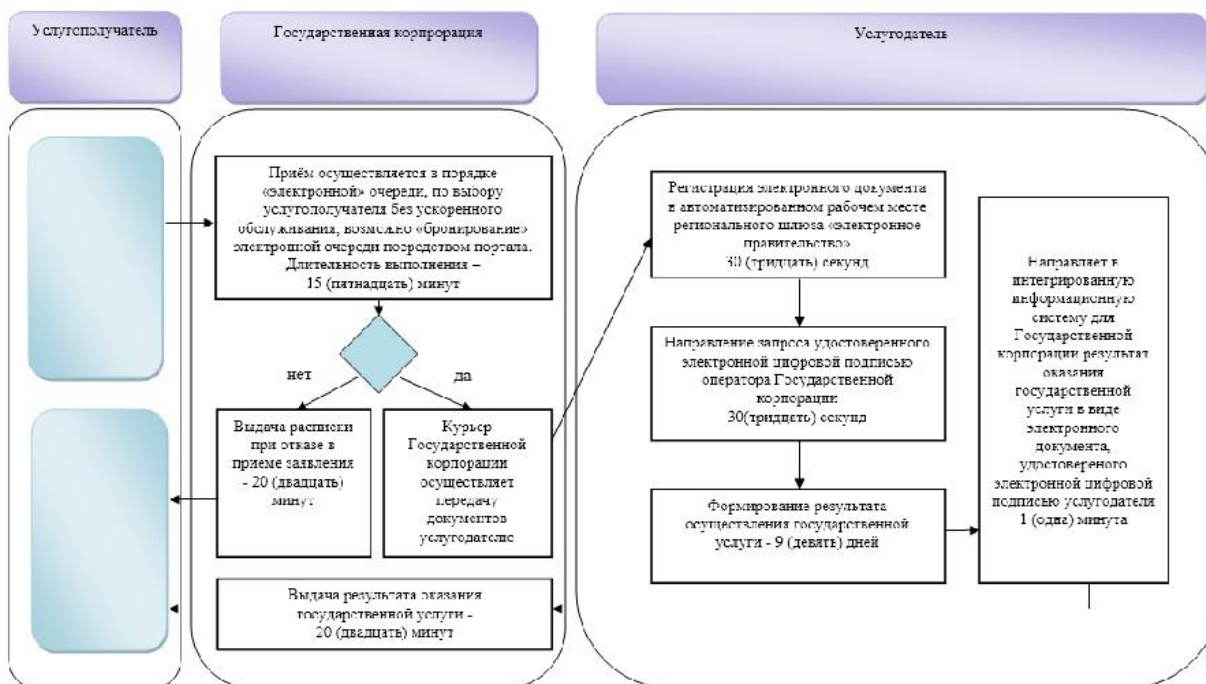 Услугополучатель
Государственная корпрорация
Услугодатель
Приём осуществляется в порядке
«электронной» очереди, по выбору
услугополучателя без ускоренного
обслуживания, возможно «бронирование»
электронной очереди посредством портала.
Длительность выполнения –
15 (пятнадцать) минут
нет
да
Выдача расписки
при отказе в
приеме заявления
- 20 (двадцать)
минут
Курьер
Государственной
корпорации
осуществляет
передачу
документов
услугодателю
Выдача результата оказания
государственной услуги -
20 (двадцать) минут
Регистрация электронного документа
в автоматизированном рабочем месте
регионального шлюза «электронное
правительство»
30 (тридцать) секунд
Направление запроса удостоверенного
электронной цифровой подписью
оператора Государственной
корпорации
30(тридцать) секунд
Формирование результата
осуществления государственной
услуги - 9 (девять) дней
Направляет в
интегрированную
информационную
систему для
Государственной
корпорации результат
оказания
государственной
услуги в виде
электронного
документа,
удостовереного
электронной цифровой
подписью услугодателя
1 (одна) минута